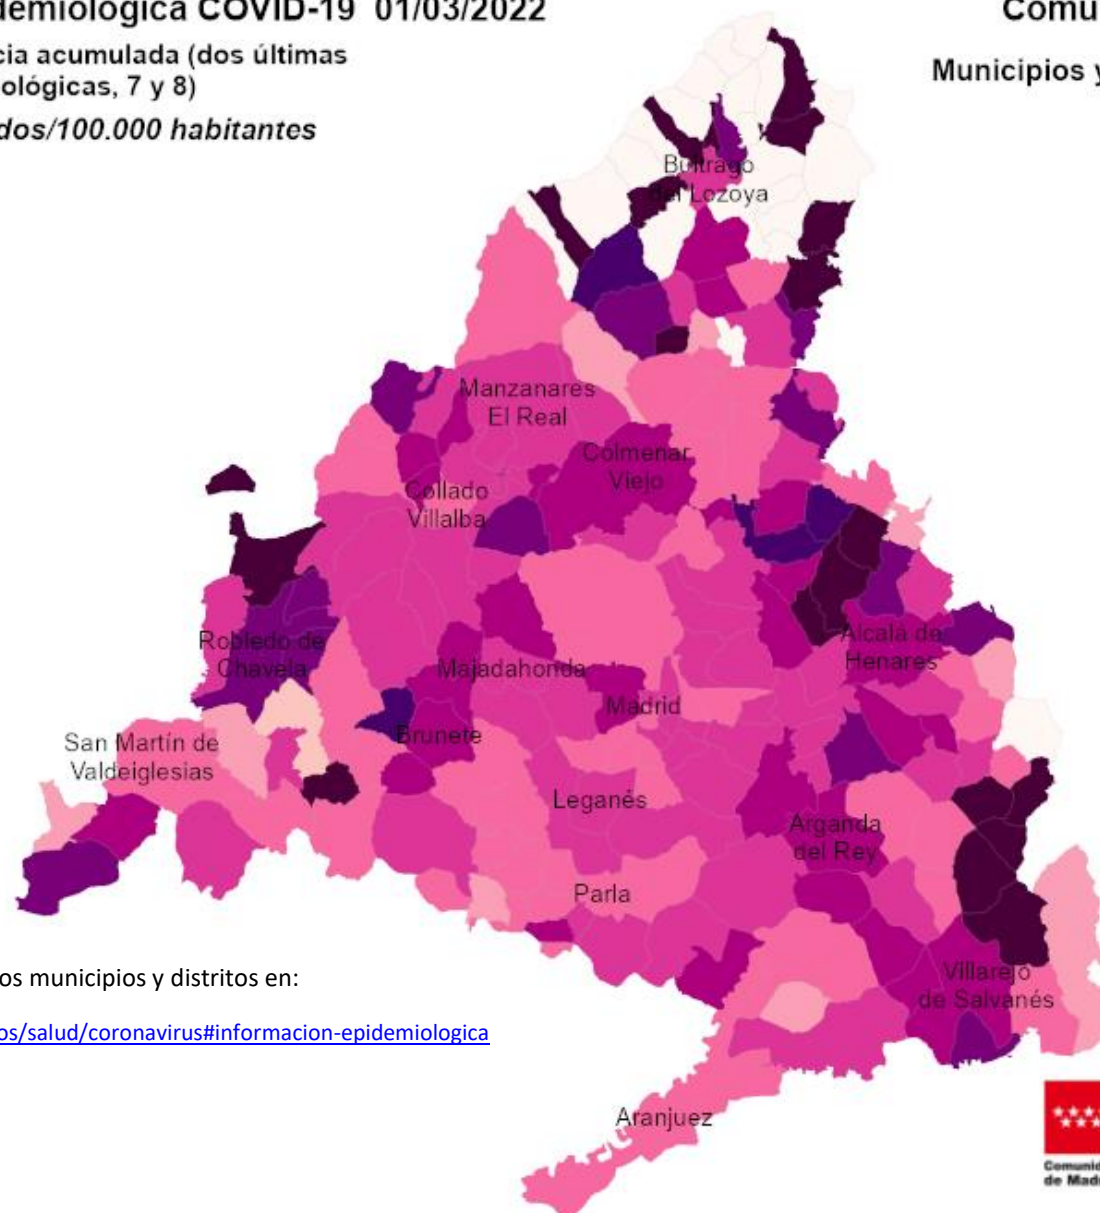 demiológica COVID-19 01/03/2022
cia acumulada (dos últimas
ológicas, 7 y 8)
dos/100.000 habitantes
Comu
Municipios y
Buitrago
del Lozoya
Manzanares
El Real
Colmenar
Viejo
Collado
Villalba
Robledo de
Chavela
Majadahonda
Alcalá de
Henares
Madrid
Brunete
San Martín de
Valdeiglesias
Leganés
Arganda
del Rey
Parla
Villarejo
de Salvanés
os municipios y distritos en:
os/salud/coronavirus#informacion-epidemiologica
Aranjuez
Comunid
de Madr